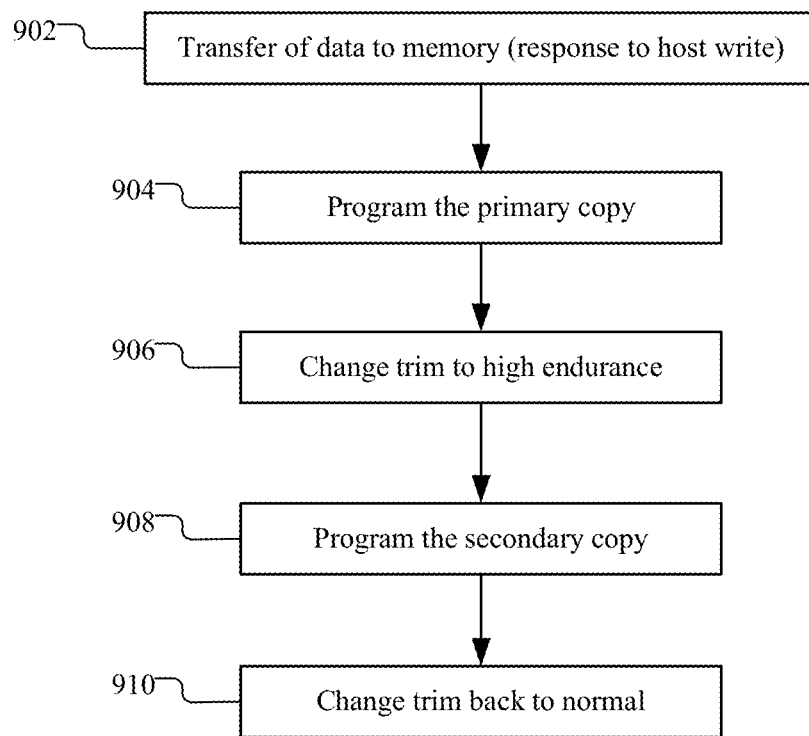 902
Transfer of data to memory (response to host write)
904
Program the primary copy
906
Change trim to high endurance
908
Program the secondary copy
910
Change trim back to normal